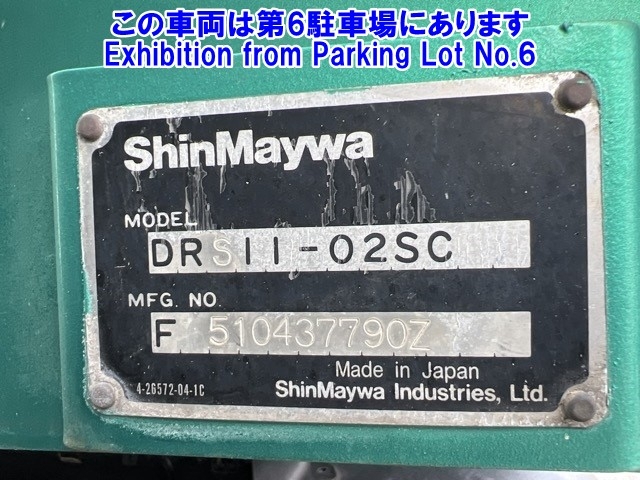 この車両は第6駐車場にあります
Exhibition from Parking Lot No.6
ShinMaywa
MODEL
DRS11-02SC
MFG. NO.
F 510437790Z
Made in Japan
4-26572-04-1C
ShinMaywa Industries, Ltd.